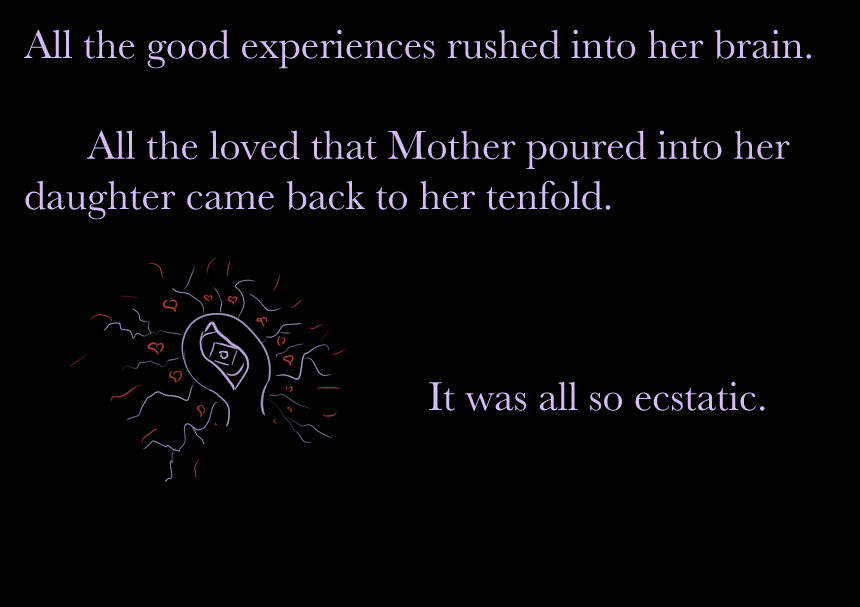 All the good experiences rushed into her brain.
All the loved that Mother poured into her
daughter came back to her tenfold.
It was all so ecstatic.